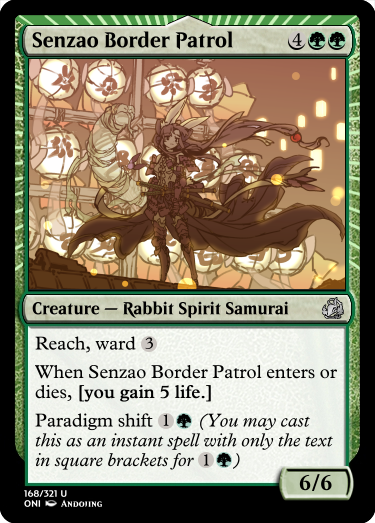 Senzao Border Patrol 4
Creature — Rabbit Spirit Samurai
Reach, ward 3
When Senzao Border Patrol enters or
dies, [you gain 5 life.]
Paradigm shift 1 (You may cast
this as an instant spell with only the text
in square brackets for 1 )
6/6
168/321 U
ONI Andojing